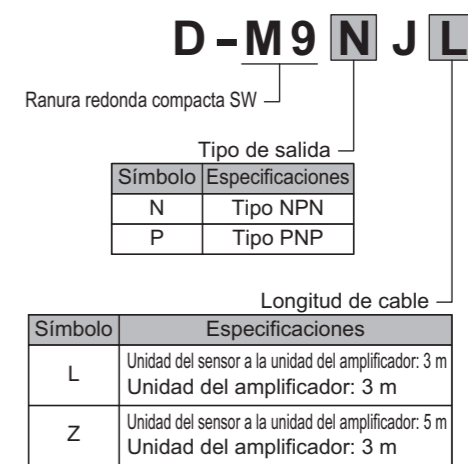 D-M9 N J L
Ranura redonda compacta SW
Tipo de salida
Símbolo Especificaciones
N Tipo NPN
P Tipo PNP
Longitud de cable
Símbolo Especificaciones
L Unidad del sensor a la unidad del amplificador: 3 m
Unidad del amplificador: 3 m
Z Unidad del sensor a la unidad del amplificador: 5 m
Unidad del amplificador: 3 m